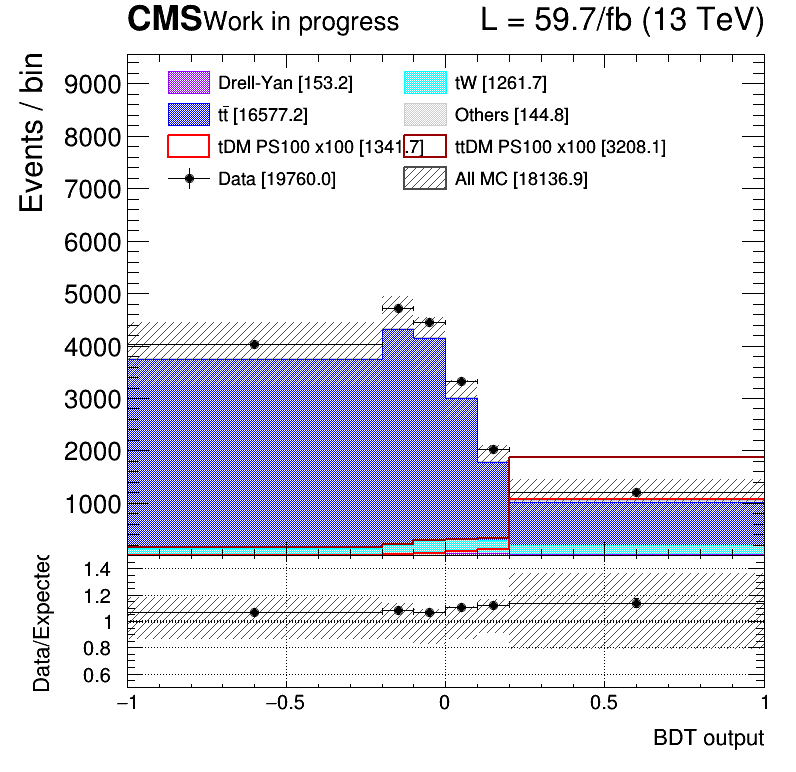 CMS Work in progress L = 59.7/fb (13 TeV)
Events / bin
9000
8000
7000
6000
5000
4000
3000
2000
1000
Drell-Yan [153.2] tW [1261.7]
tt̄ [16577.2] Others [144.8]
tDM PS100 x100 [1341.7] ttDM PS100 x100 [3208.1]
Data [19760.0] All MC [18136.9]
Data/Expected
1.4
1.2
1
0.8
0.6
−1 −0.5 0 0.5 1
BDT output